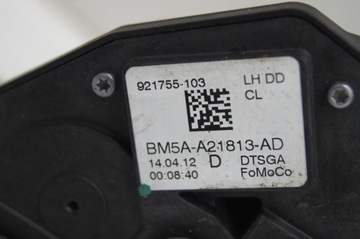 921755-103 LH DD
CL
BM5A-A21813-AD
14.04.12 D DTSGA
00:08:40 FoMoCo